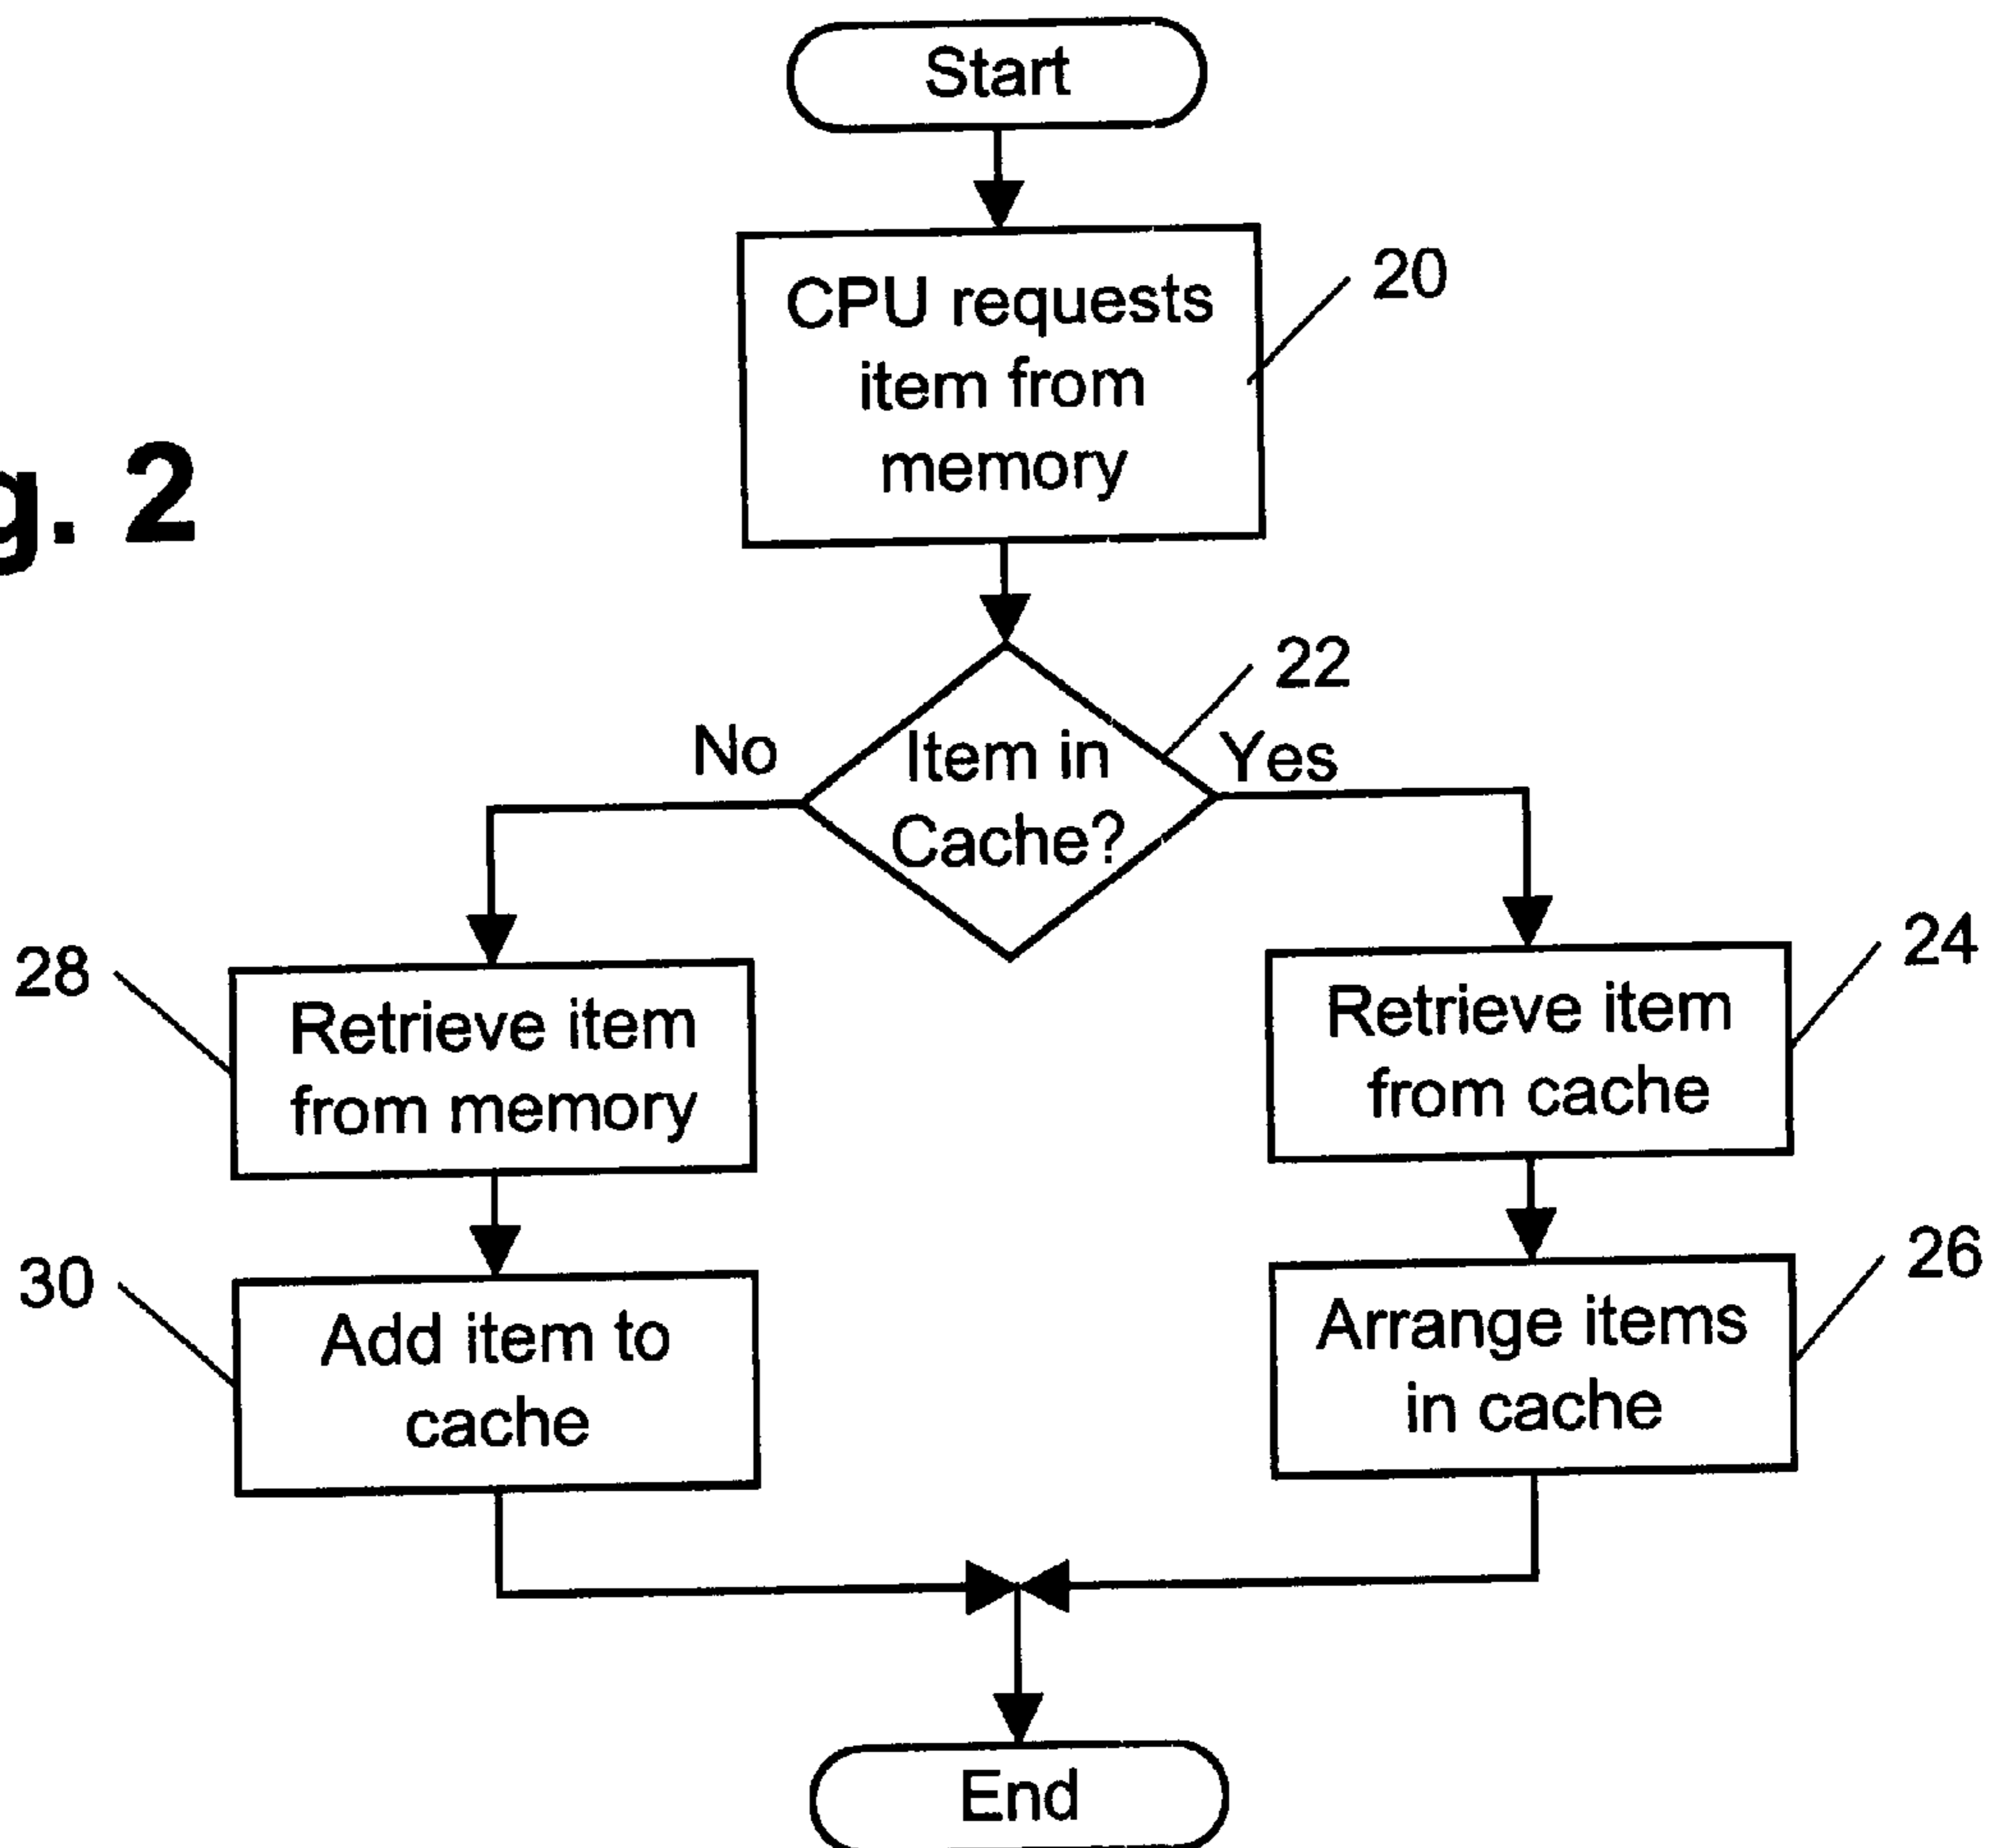 Start
CPU requests
item from
memory
20
g. 2
22
No
Item in
Cache?
Yes
28
Retrieve item
from memory
24
Retrieve item
from cache
30
Add item to
cache
26
Arrange items
in cache
End